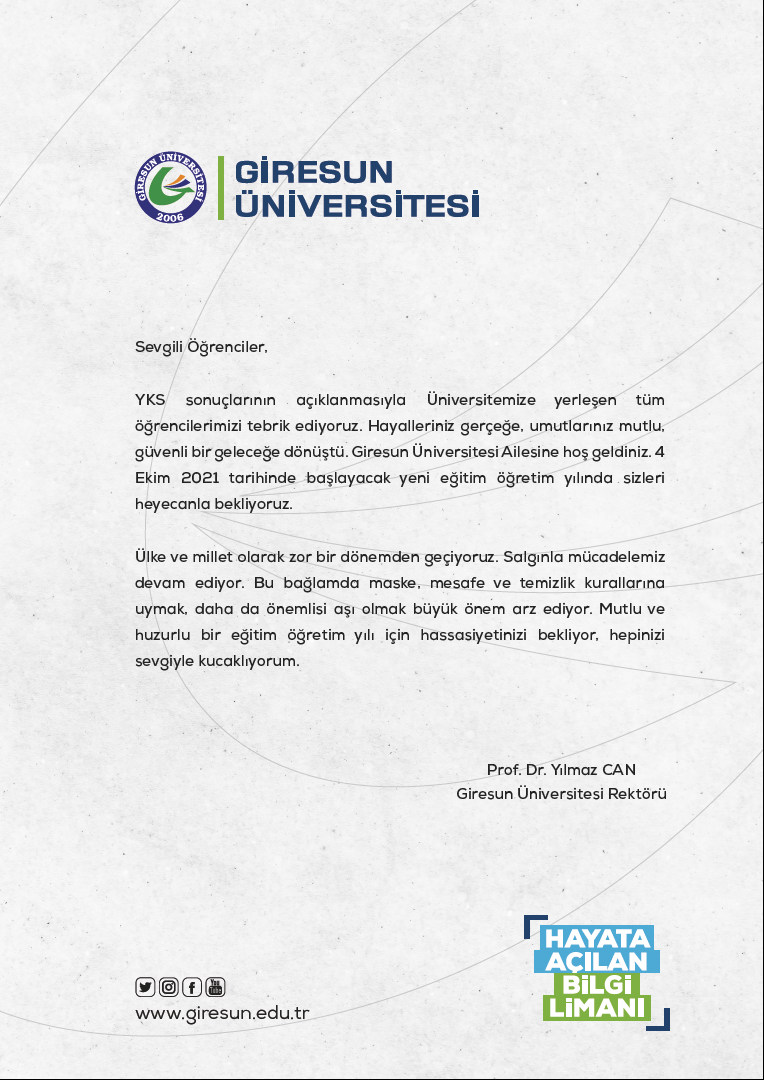 GİRESUN ÜNİVERSİTESİ
2006
GİRESUN
ÜNİVERSİTESİ
Sevgili Öğrenciler,
YKS sonuçlarının açıklanmasıyla Üniversitemize yerleşen tüm
öğrencilerimizi tebrik ediyoruz. Hayalleriniz gerçeğe, umutlarınız mutlu,
güvenli bir geleceğe dönüştü. Giresun Üniversitesi Ailesine hoş geldiniz. 4
Ekim 2021 tarihinde başlayacak yeni eğitim öğretim yılında sizleri
heyecanla bekliyoruz.
Ülke ve millet olarak zor bir dönemden geçiyoruz. Salgınla mücadelemiz
devam ediyor. Bu bağlamda maske, mesafe ve temizlik kurallarına
uymak, daha da önemlisi aşı olmak büyük önem arz ediyor. Mutlu ve
huzurlu bir eğitim öğretim yılı için hassasiyetinizi bekliyor, hepinizi
sevgiyle kucaklıyorum.
Prof. Dr. Yılmaz CAN
Giresun Üniversitesi Rektörü
HAYATA
AÇILAN
BİLGİ
LİMANI
You
Tube
www.giresun.edu.tr